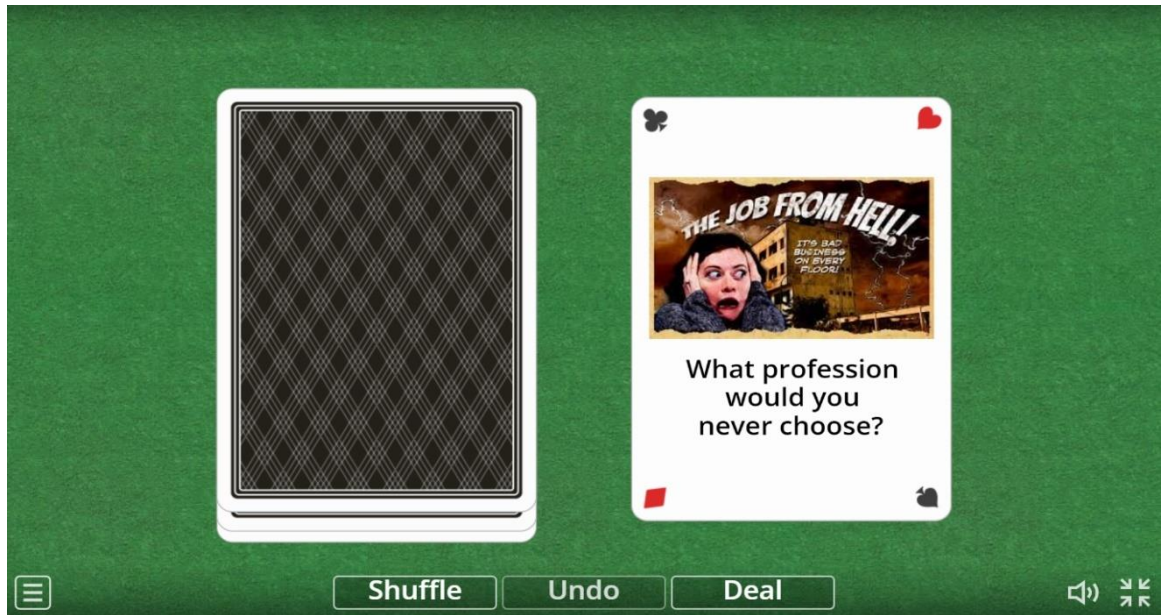 THE JOB FROM HELL!
IT'S BAD
BUSINESS
ON EVERY
FLOOR!
What profession
would you
never choose?
Shuffle
Undo
Deal